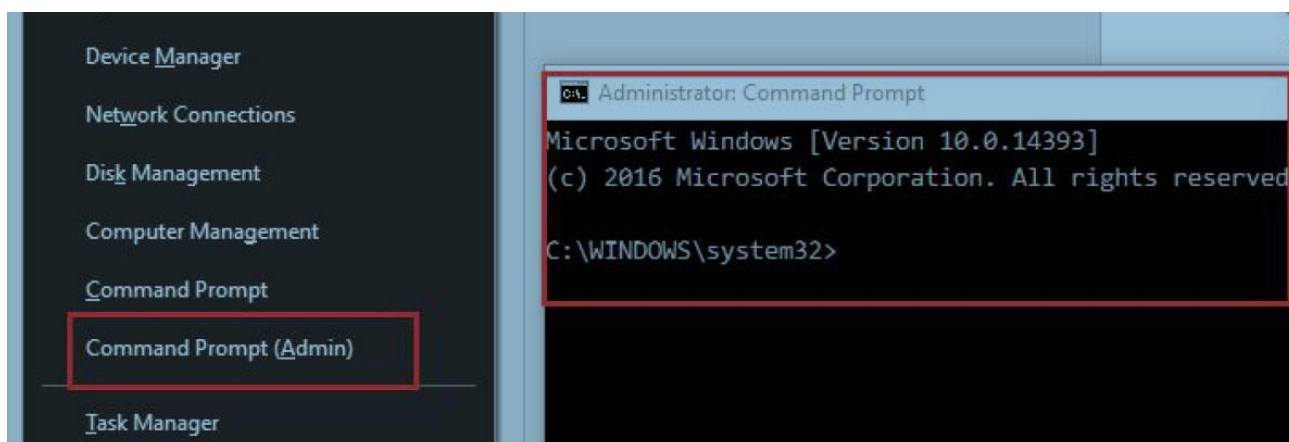 Device Manager
Network Connections
Disk Management
Computer Management
Command Prompt
Command Prompt (Admin)
Task Manager
Administrator: Command Prompt
Microsoft Windows [Version 10.0.14393]
(c) 2016 Microsoft Corporation. All rights reserved
C:\WINDOWS\system32>